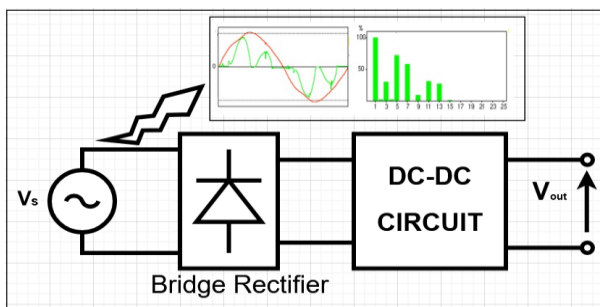 %
100
50
0
1 3 5 7 9 11 13 15 17 19 21 23 25
Vs
DC-DC
CIRCUIT
Vout
Bridge Rectifier